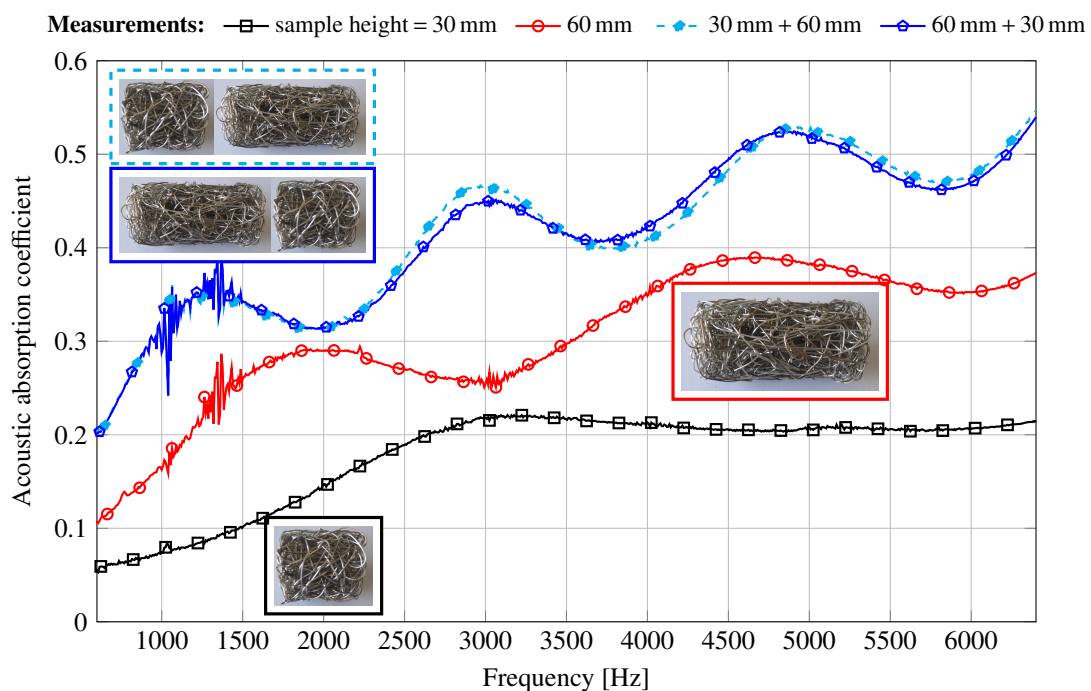 Measurements: sample height = 30 mm 60 mm 30 mm + 60 mm 60 mm + 30 mm
0.6
0.5
0.4
0.3
0.2
0.1
0
Acoustic absorption coefficient
1000 1500 2000 2500 3000 3500 4000 4500 5000 5500 6000
Frequency [Hz]